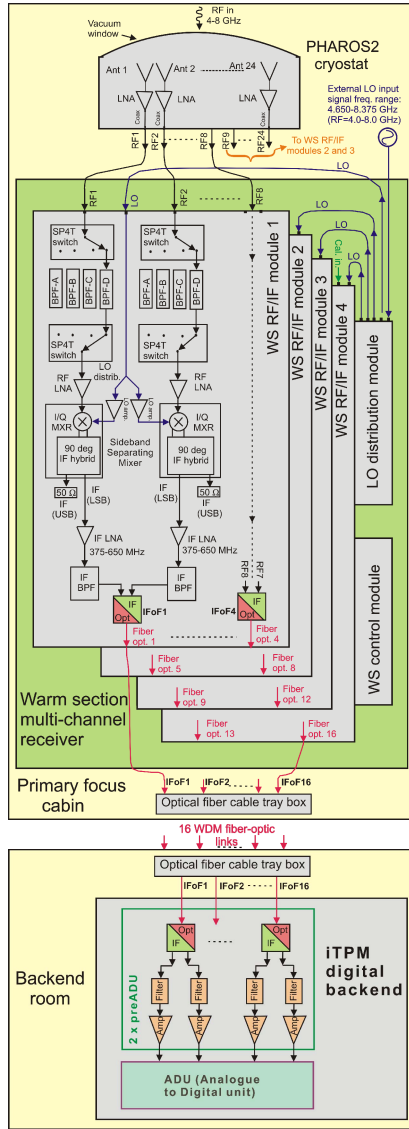 RF in
4-8 GHz
Vacuum
window
PHAROS2
cryostat
Ant 1
Ant 2
Ant 24
LNA
LNA
LNA
Coax
Coax
Coax
External LO input
signal freq. range:
4.650-8.375 GHz
(RF=4.0-8.0 GHz)
RF1
RF2
RF8
RF9
RF24
To WS RF/IF
modules 2 and 3
LO
RF1
LO
RF2
RF8
LO
LO
Cal. in
LO
SP4T
switch
SP4T
switch
BPF-A
BPF-B
BPF-C
BPF-D
BPF-A
BPF-B
BPF-C
BPF-D
SP4T
switch
SP4T
switch
LO
distrib.
RF
LNA
RF
LNA
LO amp.
LO amp.
I/Q
MXR
I/Q
MXR
Sideband
Separating
Mixer
90 deg
IF hybrid
90 deg
IF hybrid
50 Ω
50 Ω
IF
(USB)
IF
(LSB)
IF
(USB)
IF
(LSB)
IF LNA
375-650 MHz
IF LNA
375-650 MHz
IF
BPF
IF
BPF
RF8
RF7
IF
Opt
IFoF1
IFoF4
IF
Opt
WS RF/IF module 1
WS RF/IF module 2
WS RF/IF module 3
WS RF/IF module 4
LO distribution module
WS control module
Fiber
opt. 1
Fiber
opt. 4
Fiber
opt. 5
Fiber
opt. 8
Fiber
opt. 9
Fiber
opt. 12
Fiber
opt. 13
Fiber
opt. 16
Warm section
multi-channel
receiver
Primary focus
cabin
IFoF1
IFoF2
IFoF16
Optical fiber cable tray box
16 WDM fiber-optic
links
Optical fiber cable tray box
IFoF1
IFoF2
IFoF16
Backend
room
iTPM
digital
backend
Opt
IF
Opt
IF
Filter
Filter
Filter
Filter
Amp
Amp
Amp
Amp
2 x preADU
ADU (Analogue
to Digital unit)